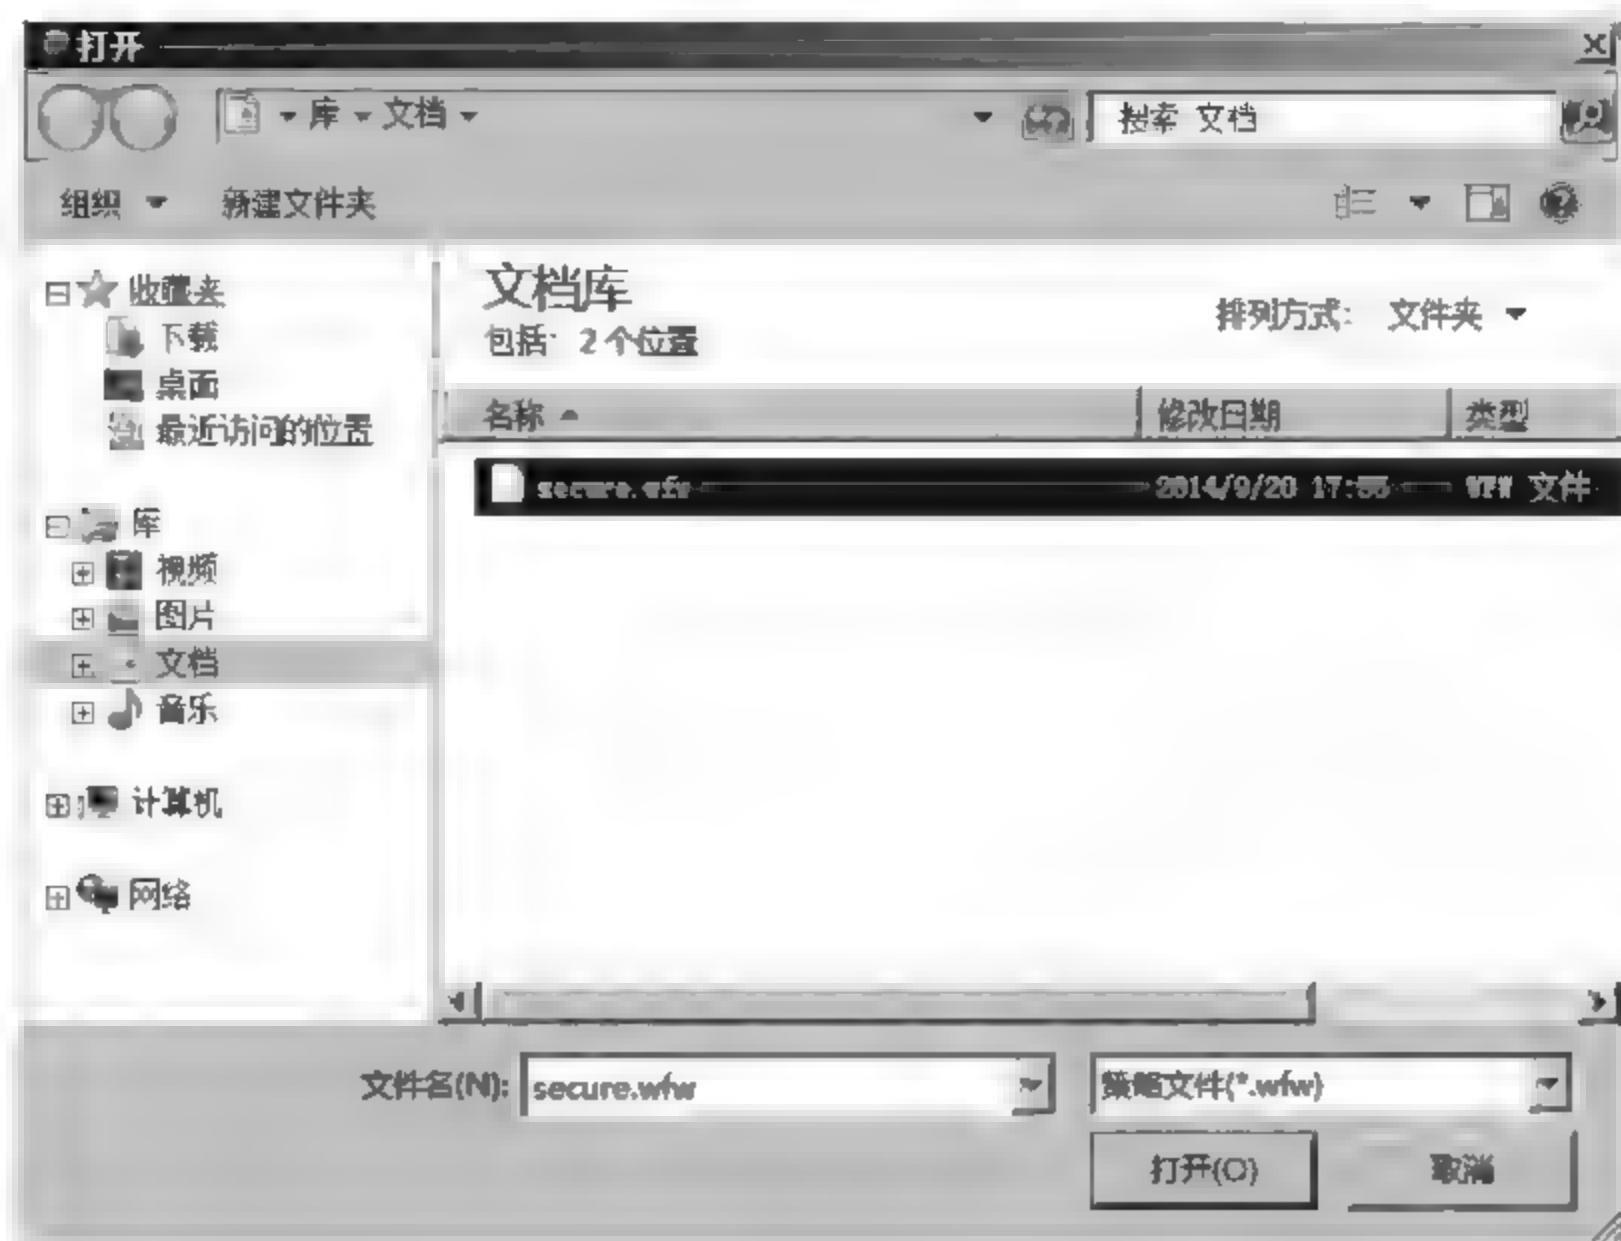 打开
库 文档
搜索 文档
组织 新建文件夹
收藏夹
下载
桌面
最近访问的位置
库
视频
图片
文档
音乐
计算机
网络
文档库
包括: 2个位置
排列方式: 文件夹
名称 修改日期 类型
secure.wfw 2014/9/20 WFW 文件
文件名(N): secure.wfw
策略文件(*.wfw)
打开(O) 取消